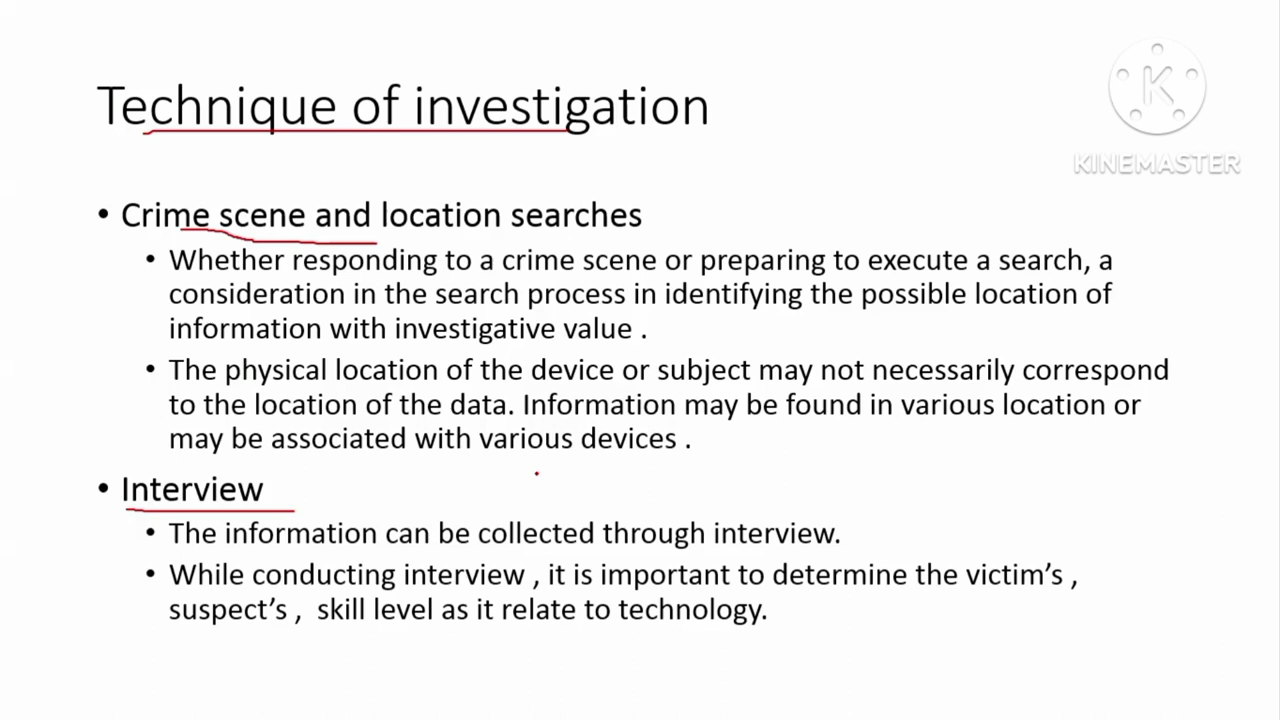 Technique of investigation
K
KINEMASTER
• Crime scene and location searches
• Whether responding to a crime scene or preparing to execute a search, a
consideration in the search process in identifying the possible location of
information with investigative value .
• The physical location of the device or subject may not necessarily correspond
to the location of the data. Information may be found in various location or
may be associated with various devices .
• Interview
• The information can be collected through interview.
• While conducting interview , it is important to determine the victim’s ,
suspect’s ,  skill level as it relate to technology.